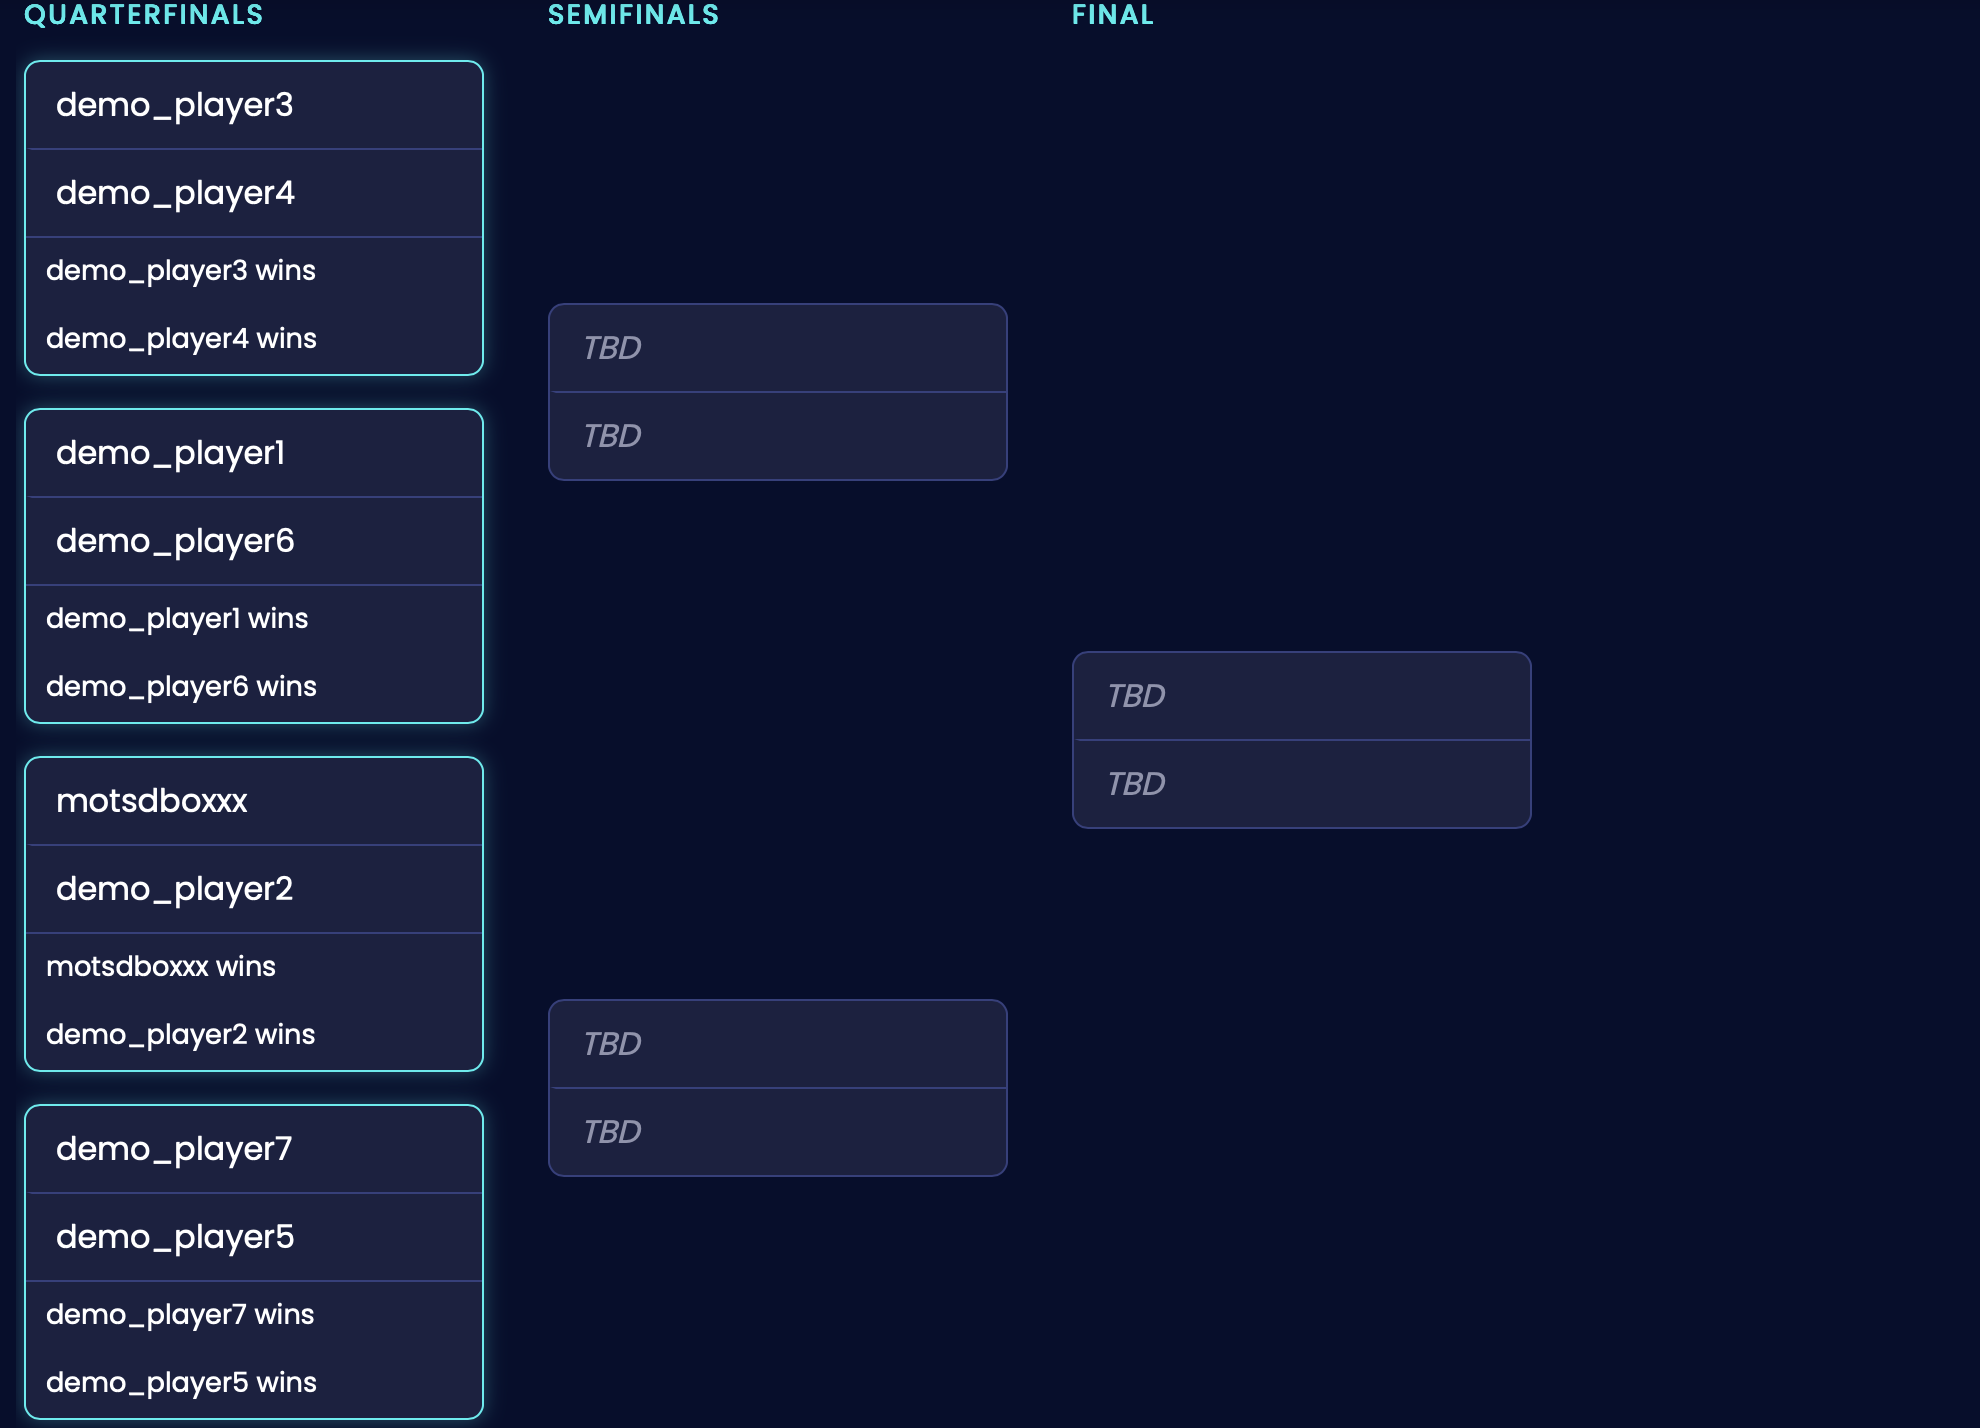 QUARTERFINALS
demo_player3
demo_player4
demo_player3 wins
demo_player4 wins
demo_player1
demo_player6
demo_player1 wins
demo_player6 wins
motsdboxxx
demo_player2
motsdboxxx wins
demo_player2 wins
demo_player7
demo_player5
demo_player7 wins
demo_player5 wins
SEMIFINALS
TBD
TBD
TBD
TBD
FINAL
TBD
TBD